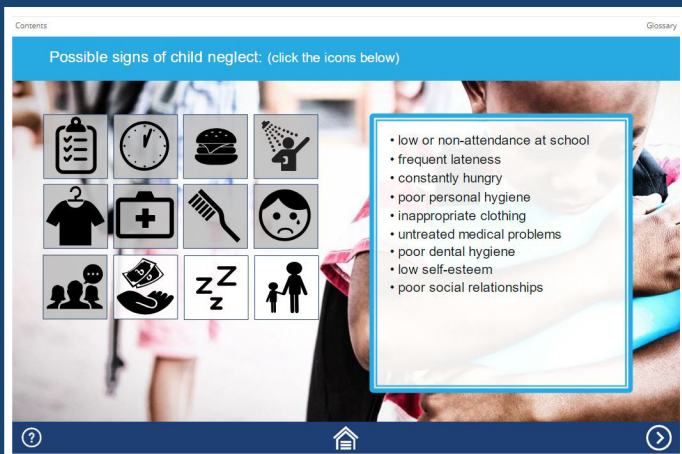 Contents
Glossary
Possible signs of child neglect: (click the icons below)
• low or non-attendance at school
• frequent lateness
• constantly hungry
• poor personal hygiene
• inappropriate clothing
• untreated medical problems
• poor dental hygiene
• low self-esteem
• poor social relationships
z Z
z
?